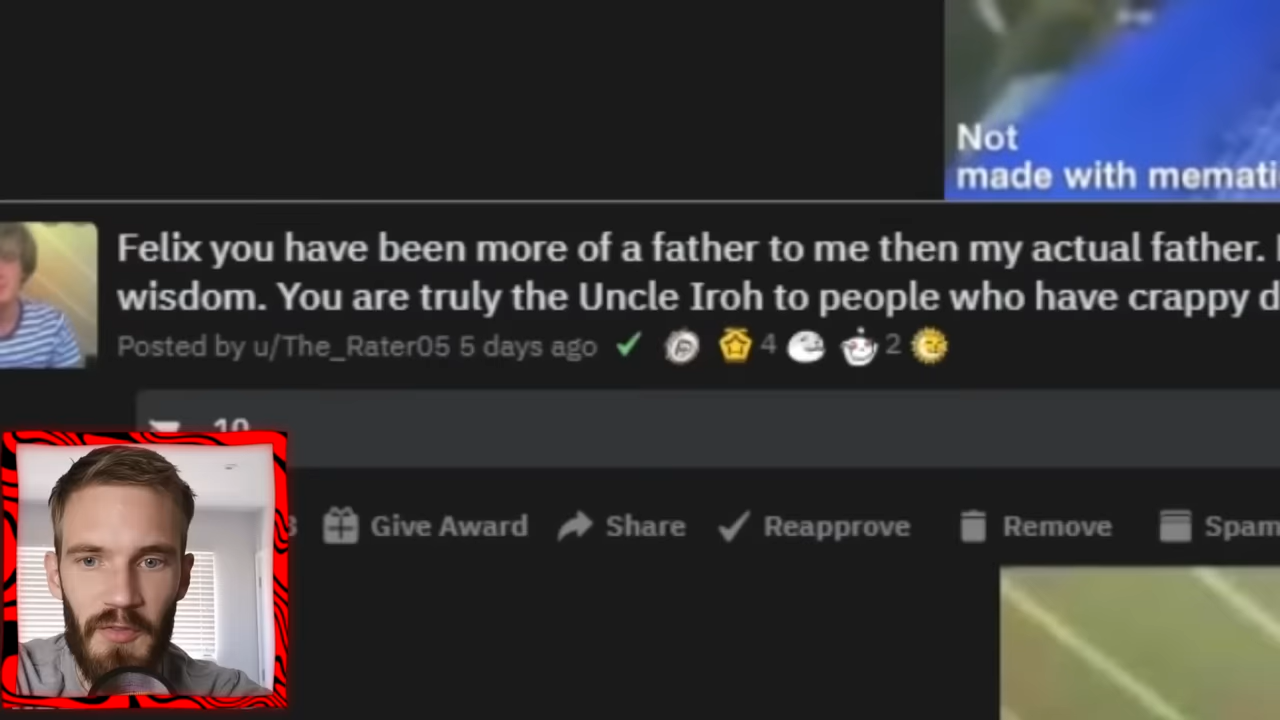 Not
made with memati
Felix you have been more of a father to me then my actual father.
wisdom. You are truly the Uncle Iroh to people who have crappy d
Posted by u/The_Rater05 5 days ago 4 2
10
3 Give Award Share Reapprove Remove Spam